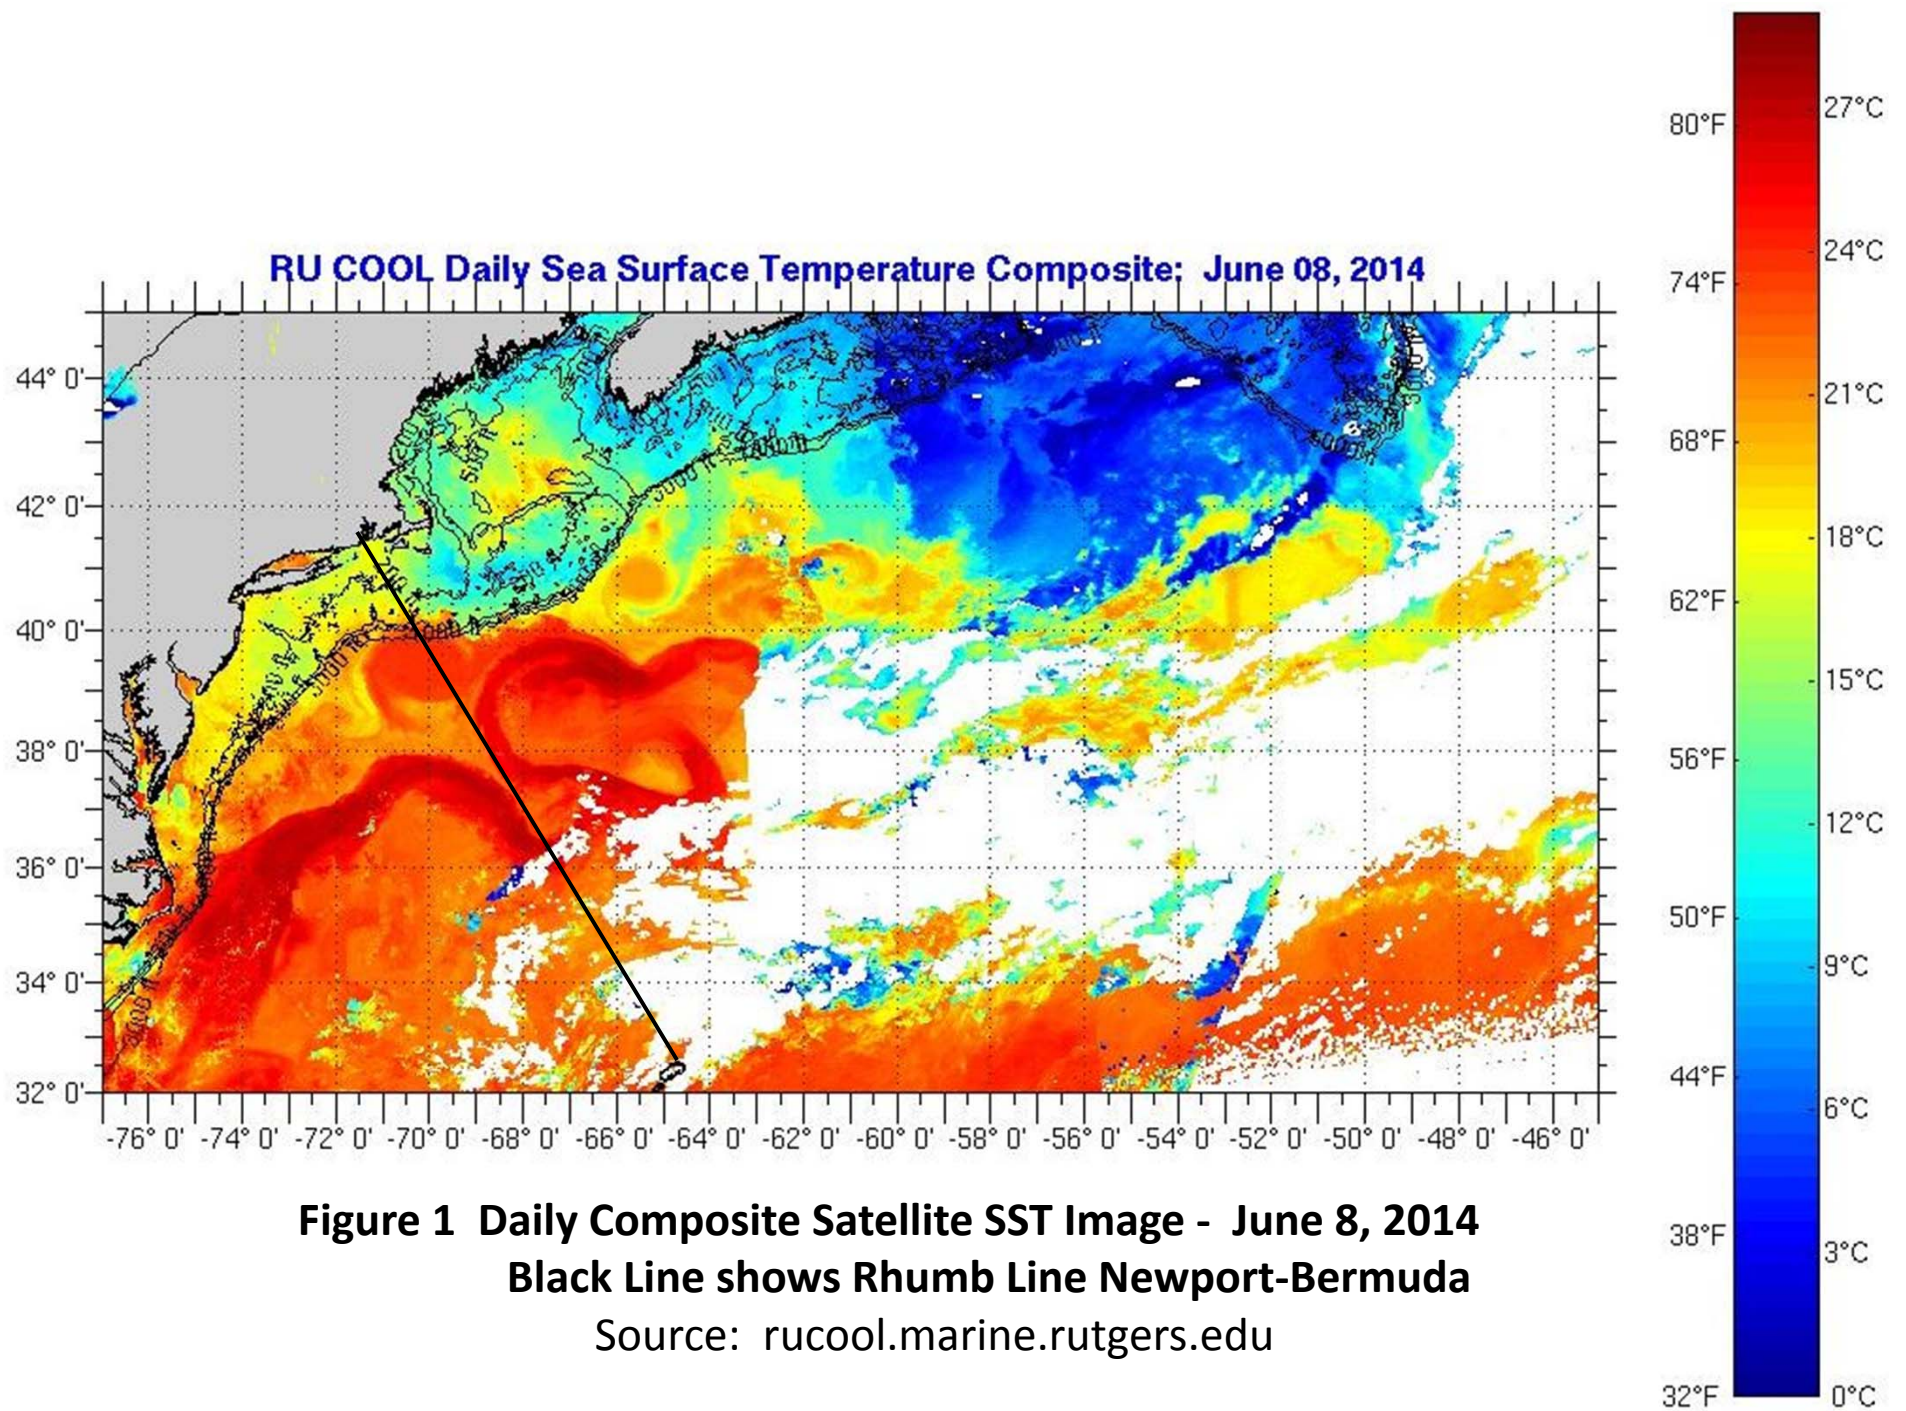 RU COOL Daily Sea Surface Temperature Composite: June 08, 2014
44° 0'
42° 0'
40° 0'
38° 0'
36° 0'
34° 0'
32° 0'
-76° 0' -74° 0' -72° 0' -70° 0' -68° 0' -66° 0' -64° 0' -62° 0' -60° 0' -58° 0' -56° 0' -54° 0' -52° 0' -50° 0' -48° 0' -46° 0'
80°F 27°C
74°F 24°C
21°C
68°F
18°C
62°F
15°C
56°F
12°C
50°F
9°C
44°F
6°C
38°F 3°C
32°F 0°C
Figure 1 Daily Composite Satellite SST Image - June 8, 2014
Black Line shows Rhumb Line Newport-Bermuda
Source: rucool.marine.rutgers.edu